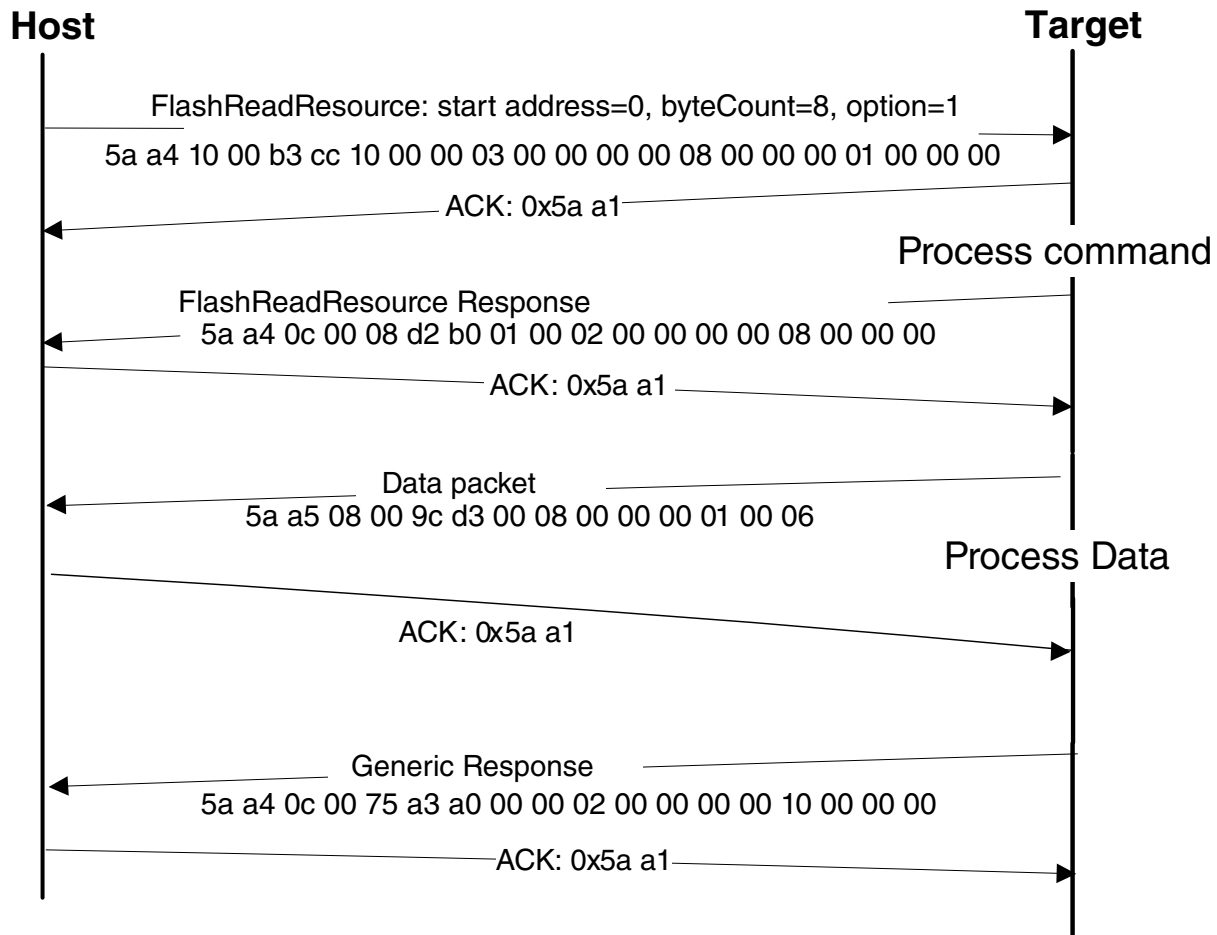 Host
Target
FlashReadResource: start address=0, byteCount=8, option=1
5a a4 10 00 b3 cc 10 00 00 03 00 00 00 00 08 00 00 00 01 00 00 00
ACK: 0x5a a1
Process command
FlashReadResource Response
5a a4 0c 00 08 d2 b0 01 00 02 00 00 00 00 08 00 00 00
ACK: 0x5a a1
Data packet
5a a5 08 00 9c d3 00 08 00 00 00 01 00 06
Process Data
ACK: 0x5a a1
Generic Response
5a a4 0c 00 75 a3 a0 00 00 02 00 00 00 00 10 00 00 00
ACK: 0x5a a1